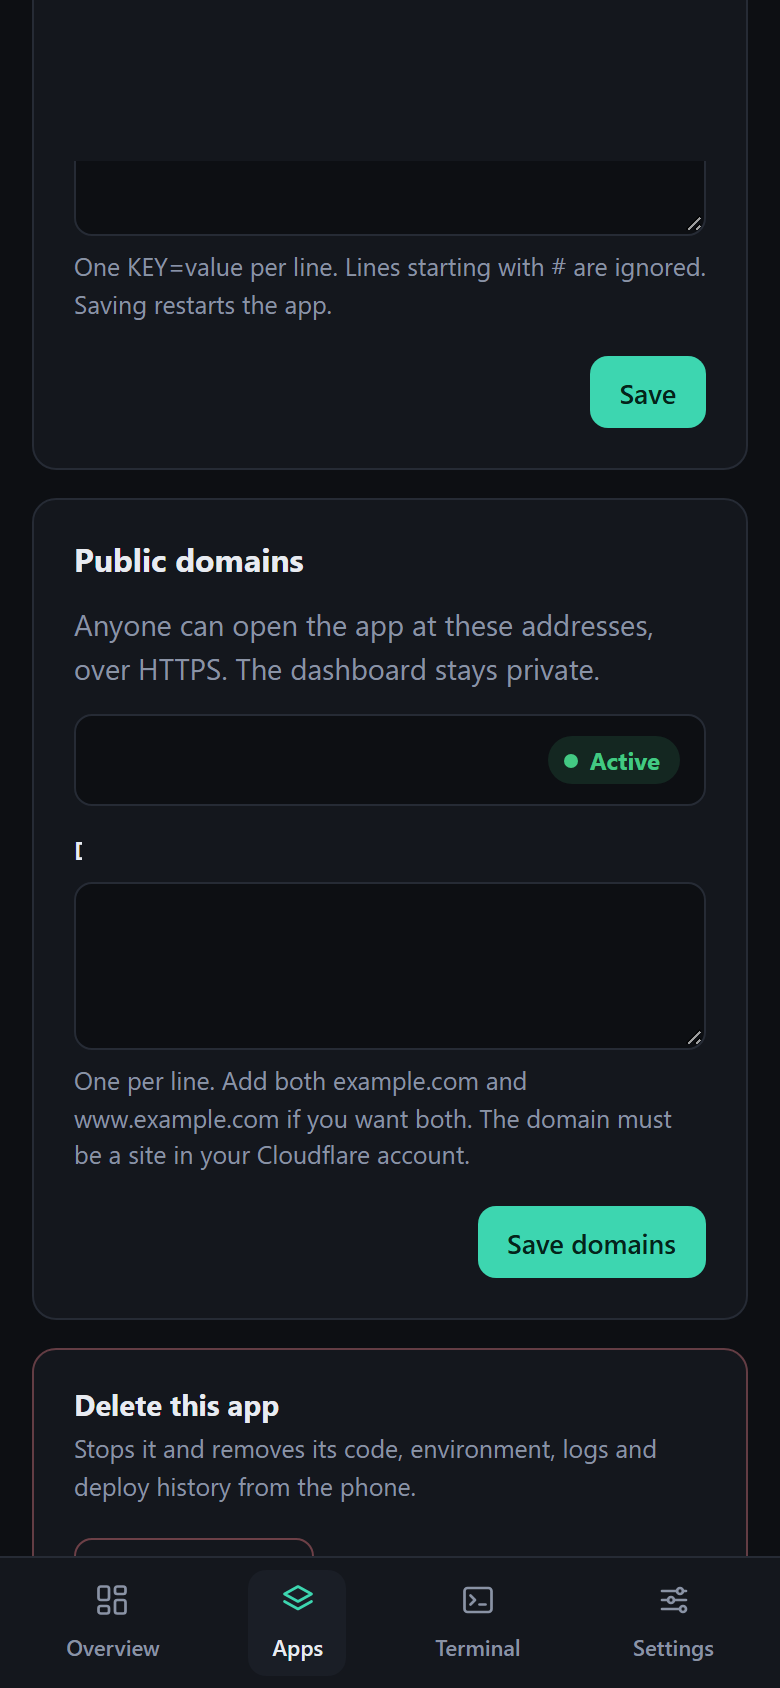 One KEY=value per line. Lines starting with # are ignored.
Saving restarts the app.
Save
Public domains
Anyone can open the app at these addresses,
over HTTPS. The dashboard stays private.
Active
One per line. Add both example.com and
www.example.com if you want both. The domain must
be a site in your Cloudflare account.
Save domains
Delete this app
Stops it and removes its code, environment, logs and
deploy history from the phone.
Overview
Apps
Terminal
Settings